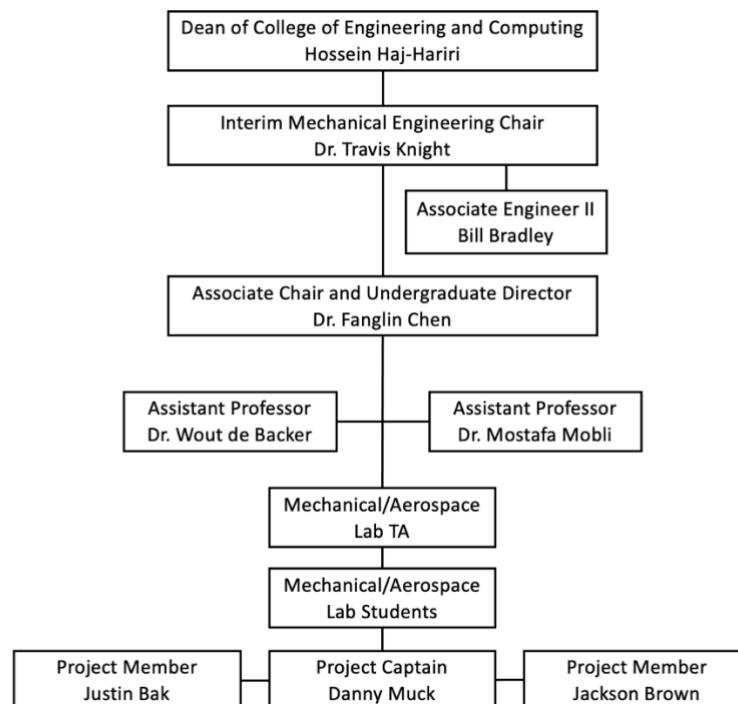 Dean of College of Engineering and Computing
Hossein Haj-Hariri
Interim Mechanical Engineering Chair
Dr. Travis Knight
Associate Engineer II
Bill Bradley
Associate Chair and Undergraduate Director
Dr. Fanglin Chen
Assistant Professor
Dr. Wout de Backer
Assistant Professor
Dr. Mostafa Mobli
Mechanical/Aerospace
Lab TA
Mechanical/Aerospace
Lab Students
Project Member
Justin Bak
Project Captain
Danny Muck
Project Member
Jackson Brown